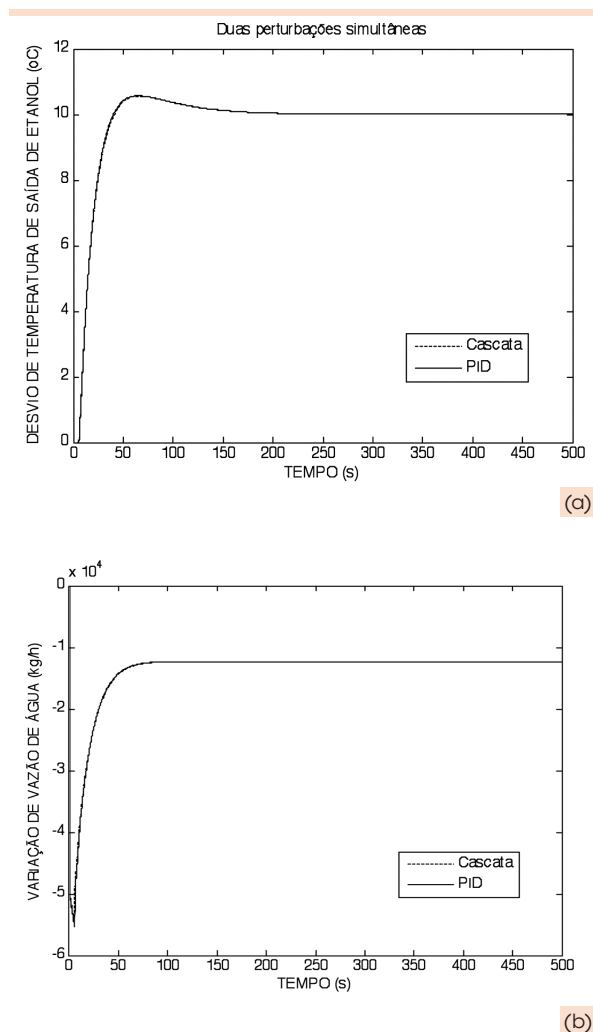 Duas perturbações simultâneas
DESVIO DE TEMPERATURA DE SAÍDA DE ETANOL (oC)
12
10
8
6
4
2
0
0 50 100 150 200 250 300 350 400 450 500
TEMPO (s)
Cascata
PID
(a)
x 10^4
VARIAÇÃO DE VAZÃO DE ÁGUA (kg/h)
0
-1
-2
-3
-4
-5
-6
0 50 100 150 200 250 300 350 400 450 500
TEMPO (s)
Cascata
PID
(b)